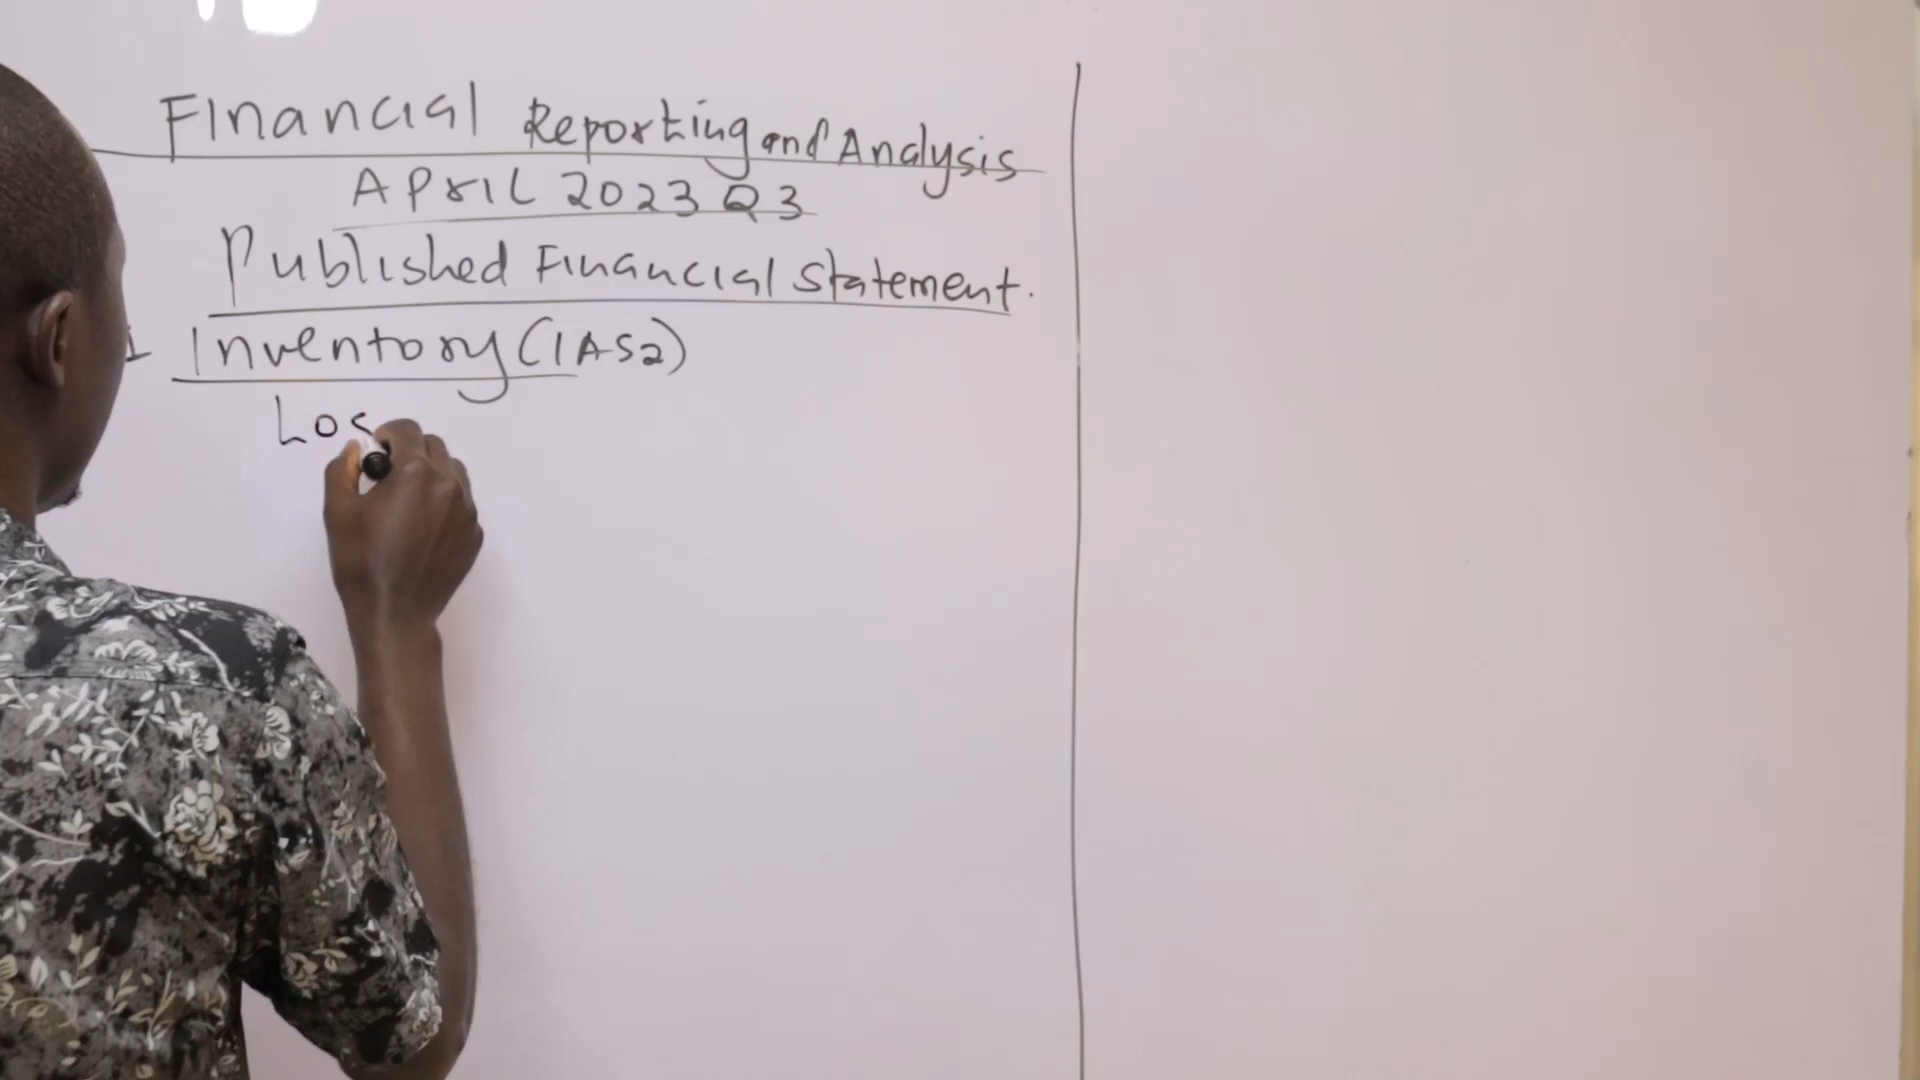 Financial Reporting and Analysis
April 2023 Q3
Published Financial Statement.
1 Inventory (IAS2)
Los